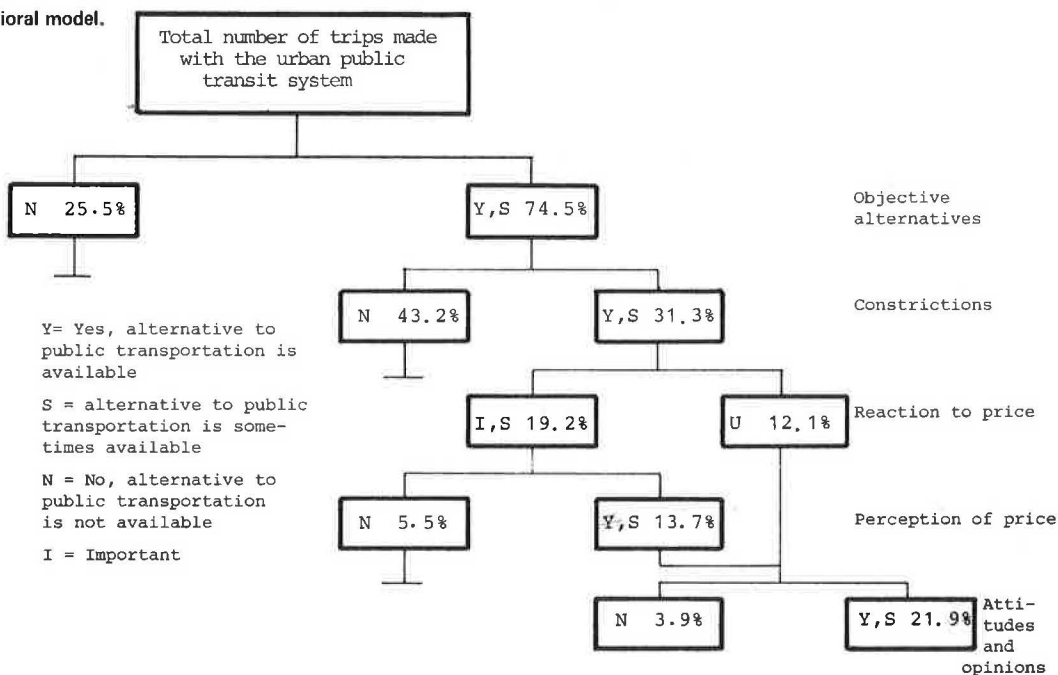 ioral model.
Total number of trips made
with the urban public
transit system
N 25.5%
Y,S 74.5%
Objective
alternatives
N 43.2%
Y,S 31.3%
Constrictions
Y= Yes, alternative to
public transportation is
available
S = alternative to public
transportation is some-
times available
N = No, alternative to
public transportation
is not available
I = Important
I,S 19.2%
U 12.1%
Reaction to price
N 5.5%
Y,S 13.7%
Perception of price
N 3.9%
Y,S 21.9%
Atti-
tudes
and
opinions